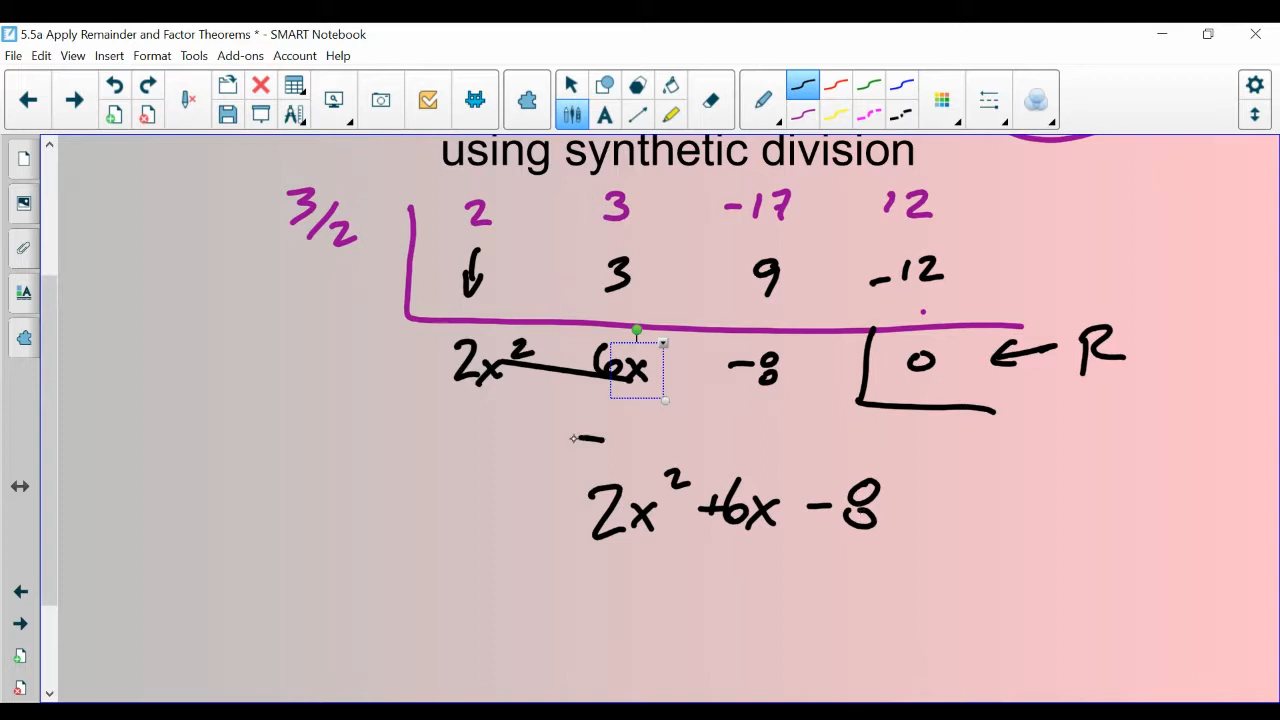 5.5a Apply Remainder and Factor Theorems * - SMART Notebook
File Edit View Insert Format Tools Add-ons Account Help
using synthetic division
3/2 2 3 -17 12
3 9 -12
2x² 6x -8 0 ← R
2x² +6x - 8